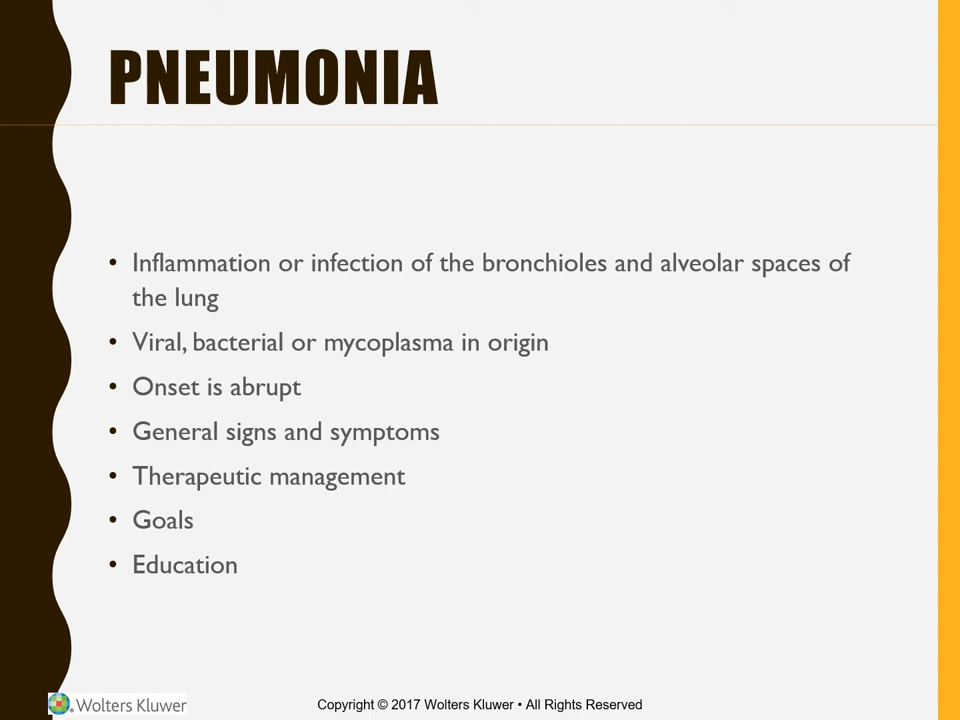 PNEUMONIA
• Inflammation or infection of the bronchioles and alveolar spaces of
the lung
• Viral, bacterial or mycoplasma in origin
• Onset is abrupt
• General signs and symptoms
• Therapeutic management
• Goals
• Education
Wolters Kluwer
Copyright © 2017 Wolters Kluwer • All Rights Reserved